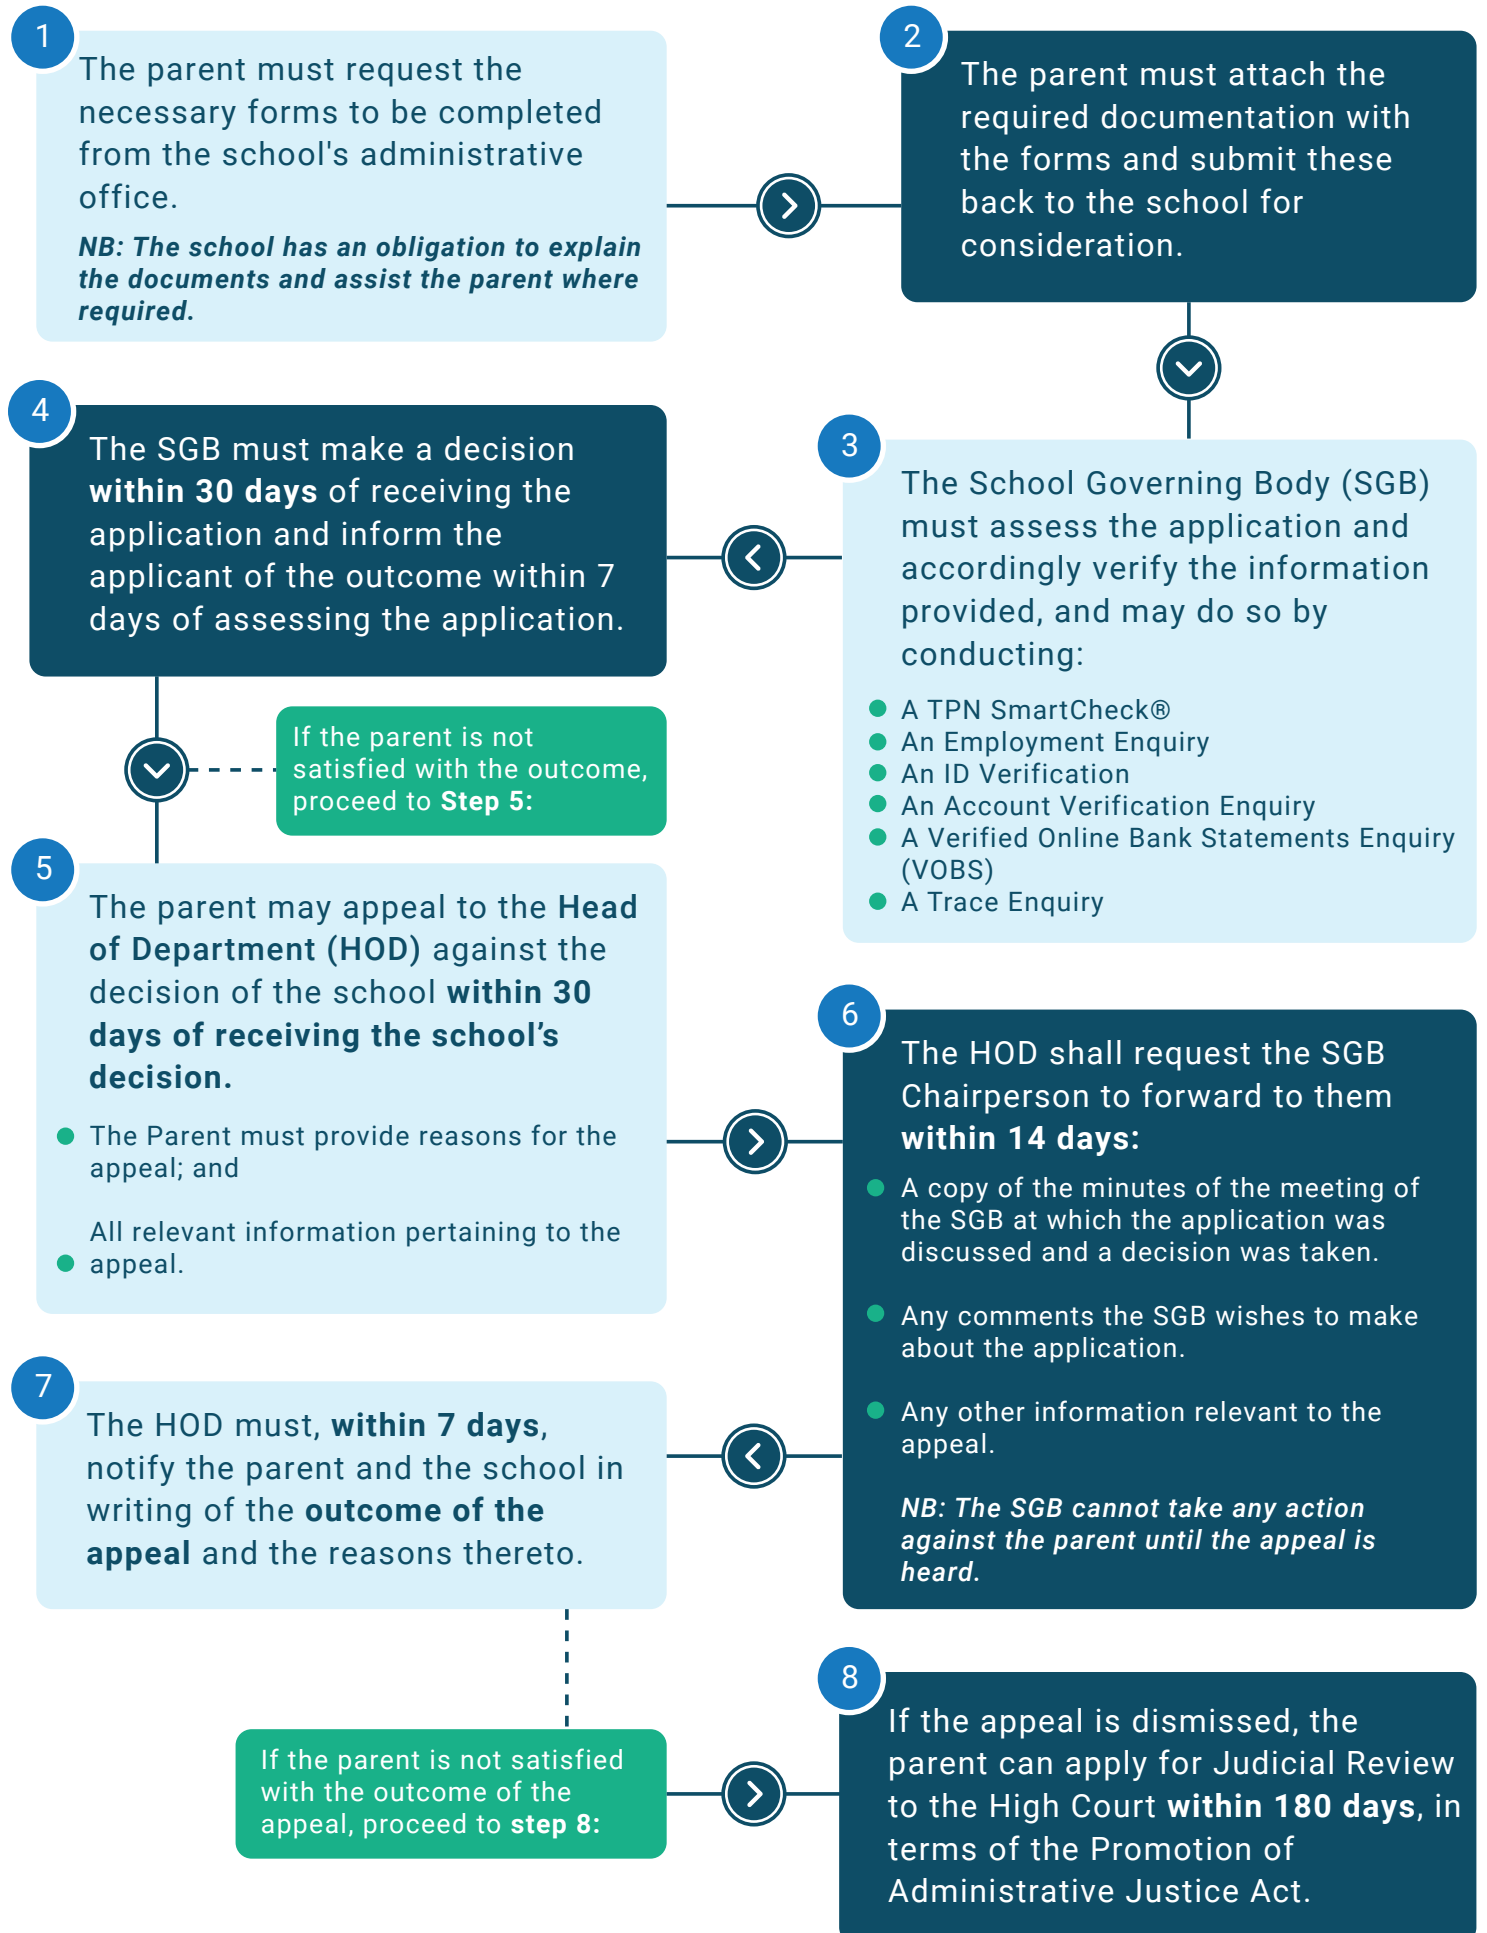 1
The parent must request the
necessary forms to be completed
from the school's administrative
office.
NB: The school has an obligation to explain
the documents and assist the parent where
required.
2
The parent must attach the
required documentation with
the forms and submit these
back to the school for
consideration.
3
The School Governing Body (SGB)
must assess the application and
accordingly verify the information
provided, and may do so by
conducting:
A TPN SmartCheck®
An Employment Enquiry
An ID Verification
An Account Verification Enquiry
A Verified Online Bank Statements Enquiry
(VOBS)
A Trace Enquiry
4
The SGB must make a decision
within 30 days of receiving the
application and inform the
applicant of the outcome within 7
days of assessing the application.
If the parent is not
satisfied with the outcome,
proceed to Step 5:
5
The parent may appeal to the Head
of Department (HOD) against the
decision of the school within 30
days of receiving the school’s
decision.
The Parent must provide reasons for the
appeal; and
All relevant information pertaining to the
appeal.
6
The HOD shall request the SGB
Chairperson to forward to them
within 14 days:
A copy of the minutes of the meeting of
the SGB at which the application was
discussed and a decision was taken.
Any comments the SGB wishes to make
about the application.
Any other information relevant to the
appeal.
NB: The SGB cannot take any action
against the parent until the appeal is
heard.
7
The HOD must, within 7 days,
notify the parent and the school in
writing of the outcome of the
appeal and the reasons thereto.
If the parent is not satisfied
with the outcome of the
appeal, proceed to step 8:
8
If the appeal is dismissed, the
parent can apply for Judicial Review
to the High Court within 180 days, in
terms of the Promotion of
Administrative Justice Act.